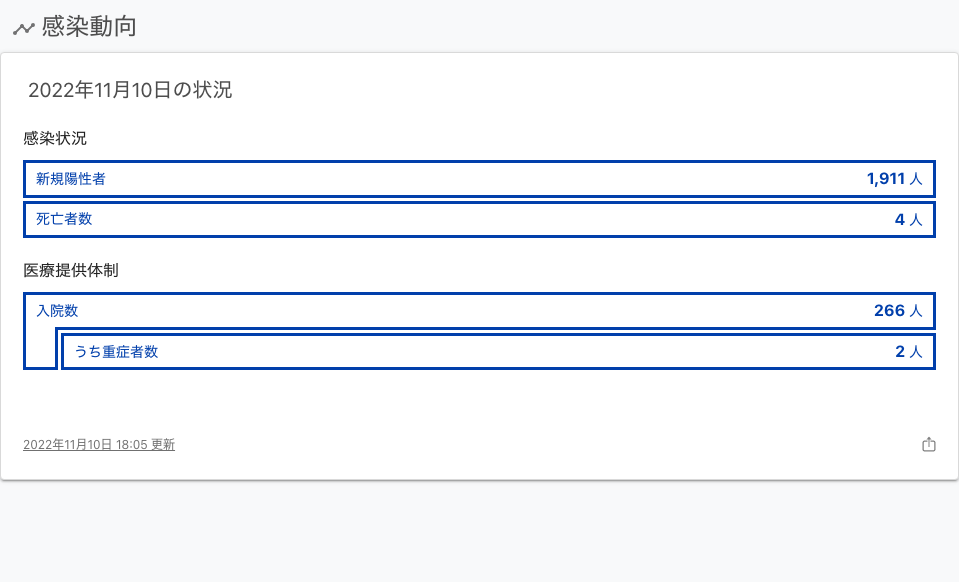 感染動向
2022年11月10日の状況
感染状況
新規陽性者 1,911 人
死亡者数 4 人
医療提供体制
入院数 266 人
うち重症者数 2 人
2022年11月10日 18:05 更新